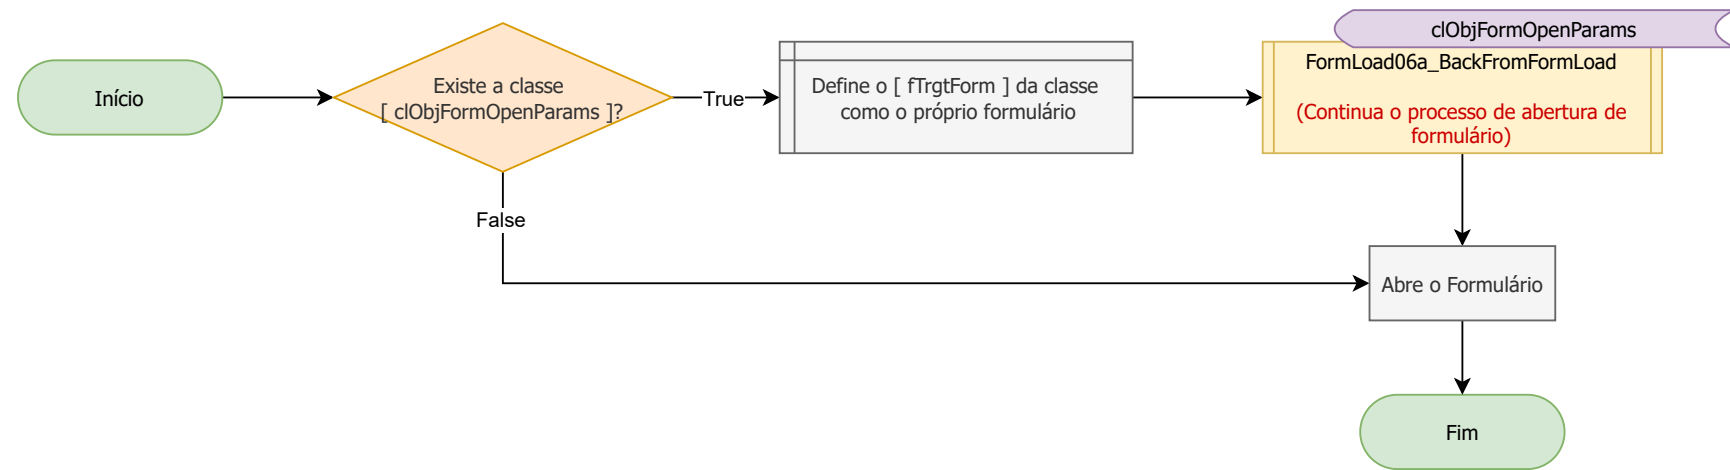 Início
Existe a classe
[ clObjFormOpenParams ]?
True
False
Define o [ fTrgtForm ] da classe
como o próprio formulário
clObjFormOpenParams
FormLoad06a_BackFromFormLoad
(Continua o processo de abertura de
formulário)
Abre o Formulário
Fim